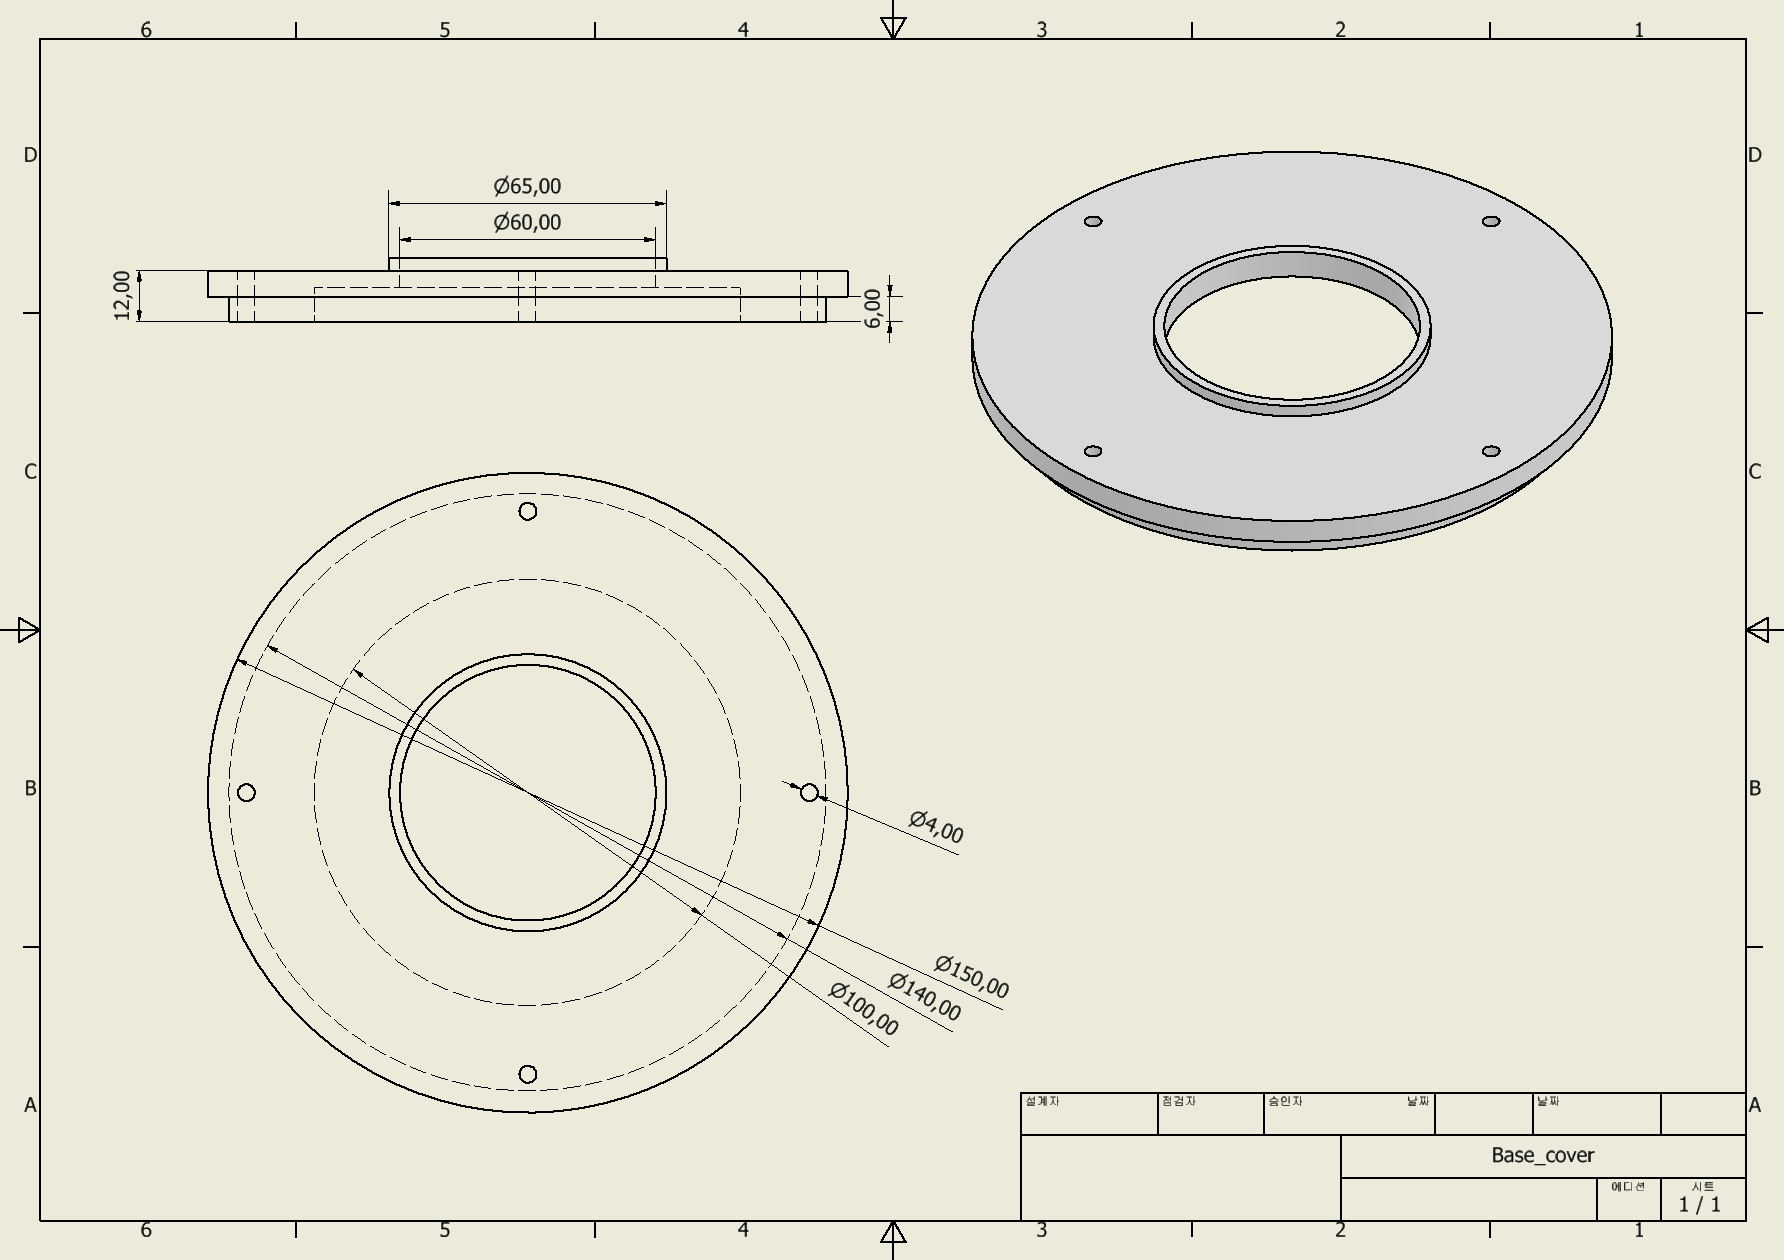 6 5 4 3 2 1
D D
Ø65,00
Ø60,00
12,00
6,00
C C
B B
Ø4,00
Ø150,00
Ø140,00
Ø100,00
A A
설계자 점검자 승인자 날짜 날짜
Base_cover
에디션 시트
1 / 1
6 5 4 3 2 1